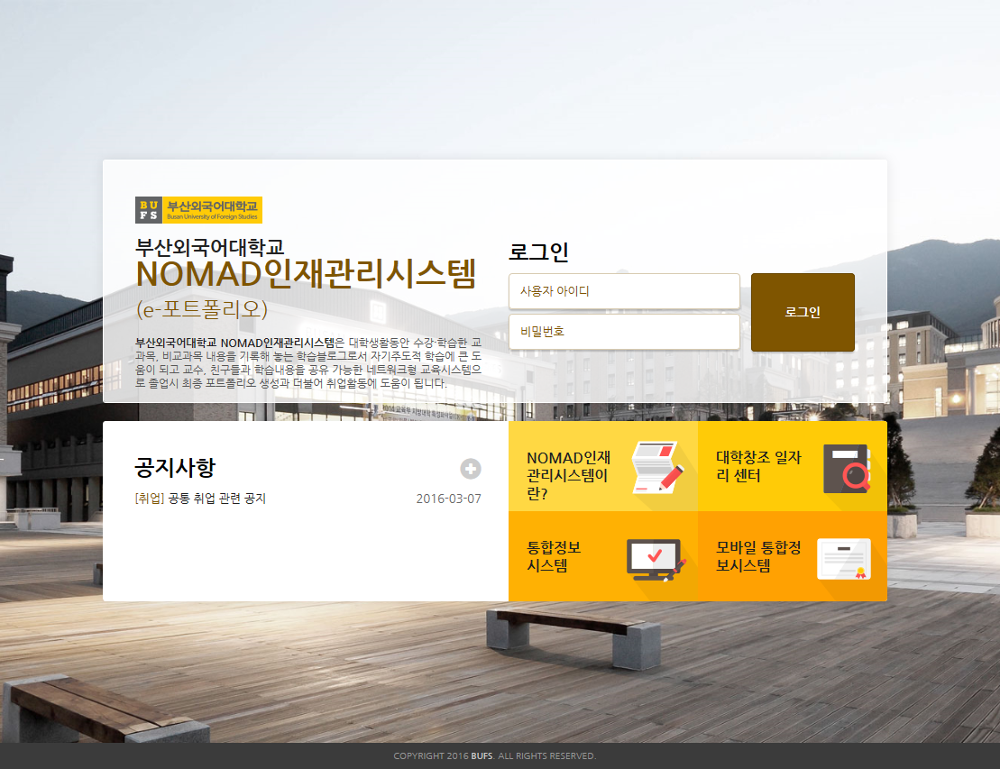 BU
FS
부산외국어대학교
Busan University of Foreign Studies
부산외국어대학교
NOMAD인재관리시스템
(e-포트폴리오)
부산외국어대학교 NOMAD인재관리시스템은 대학생활동안 수강·학습한 교
과목, 비교과목 내용을 기록해 놓는 학습블로그로서 자기주도적 학습에 큰 도
움이 되고 교수, 친구들과 학습내용을 공유 가능한 네트워크형 교육시스템으
로 졸업시 최종 포트폴리오 생성과 더불어 취업활동에 도움이 됩니다.
로그인
사용자 아이디
비밀번호
로그인
공지사항
[취업] 공통 취업 관련 공지 2016-03-07
NOMAD인재
관리시스템이
란?
대학창조 일자
리 센터
통합정보
시스템
모바일 통합정
보시스템
COPYRIGHT 2016 BUFS. ALL RIGHTS RESERVED.